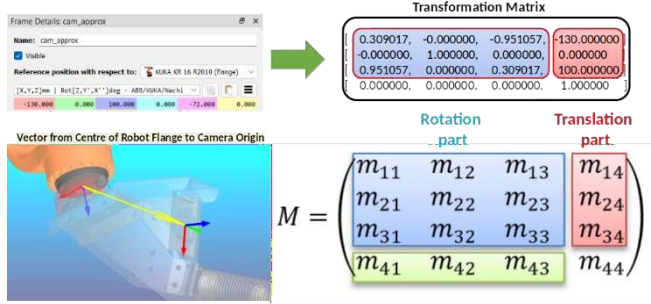 Frame Details: cam_approx
Name: cam_approx
Visible
Reference position with respect to: KUKA KR 16 R2010 (flange)
[X,Y,Z]mm | Rot[Z,Y',X'']deg - ABB/KUKA/Nachi
-130.000 0.000 100.000 0.000 -72.000 0.000
Transformation Matrix
[ 0.309017, -0.000000, -0.951057, -130.000000 ]
[ -0.000000, 1.000000, 0.000000, 0.000000 ]
[ 0.951057, 0.000000, 0.309017, 100.000000 ]
[ 0.000000, 0.000000, 0.000000, 1.000000 ]
Rotation part
Translation part
Vector from Centre of Robot Flange to Camera Origin
M =
m11 m12 m13 m14
m21 m22 m23 m24
m31 m32 m33 m34
m41 m42 m43 m44